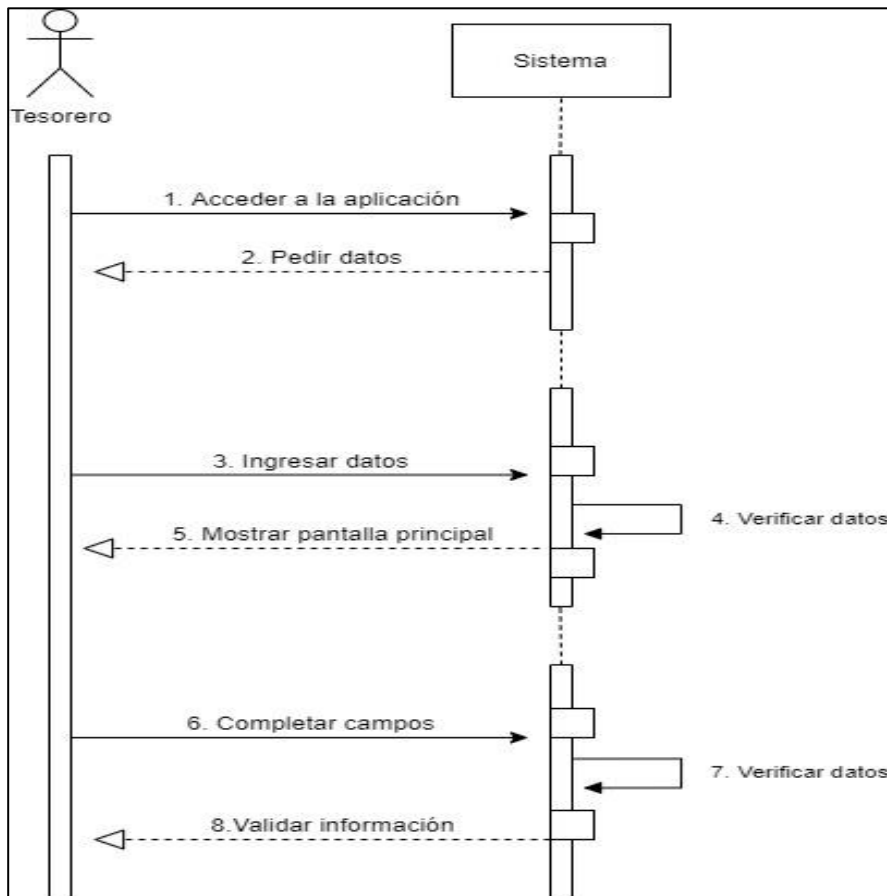 Tesorero
Sistema
1. Acceder a la aplicación
2. Pedir datos
3. Ingresar datos
4. Verificar datos
5. Mostrar pantalla principal
6. Completar campos
7. Verificar datos
8.Validar información